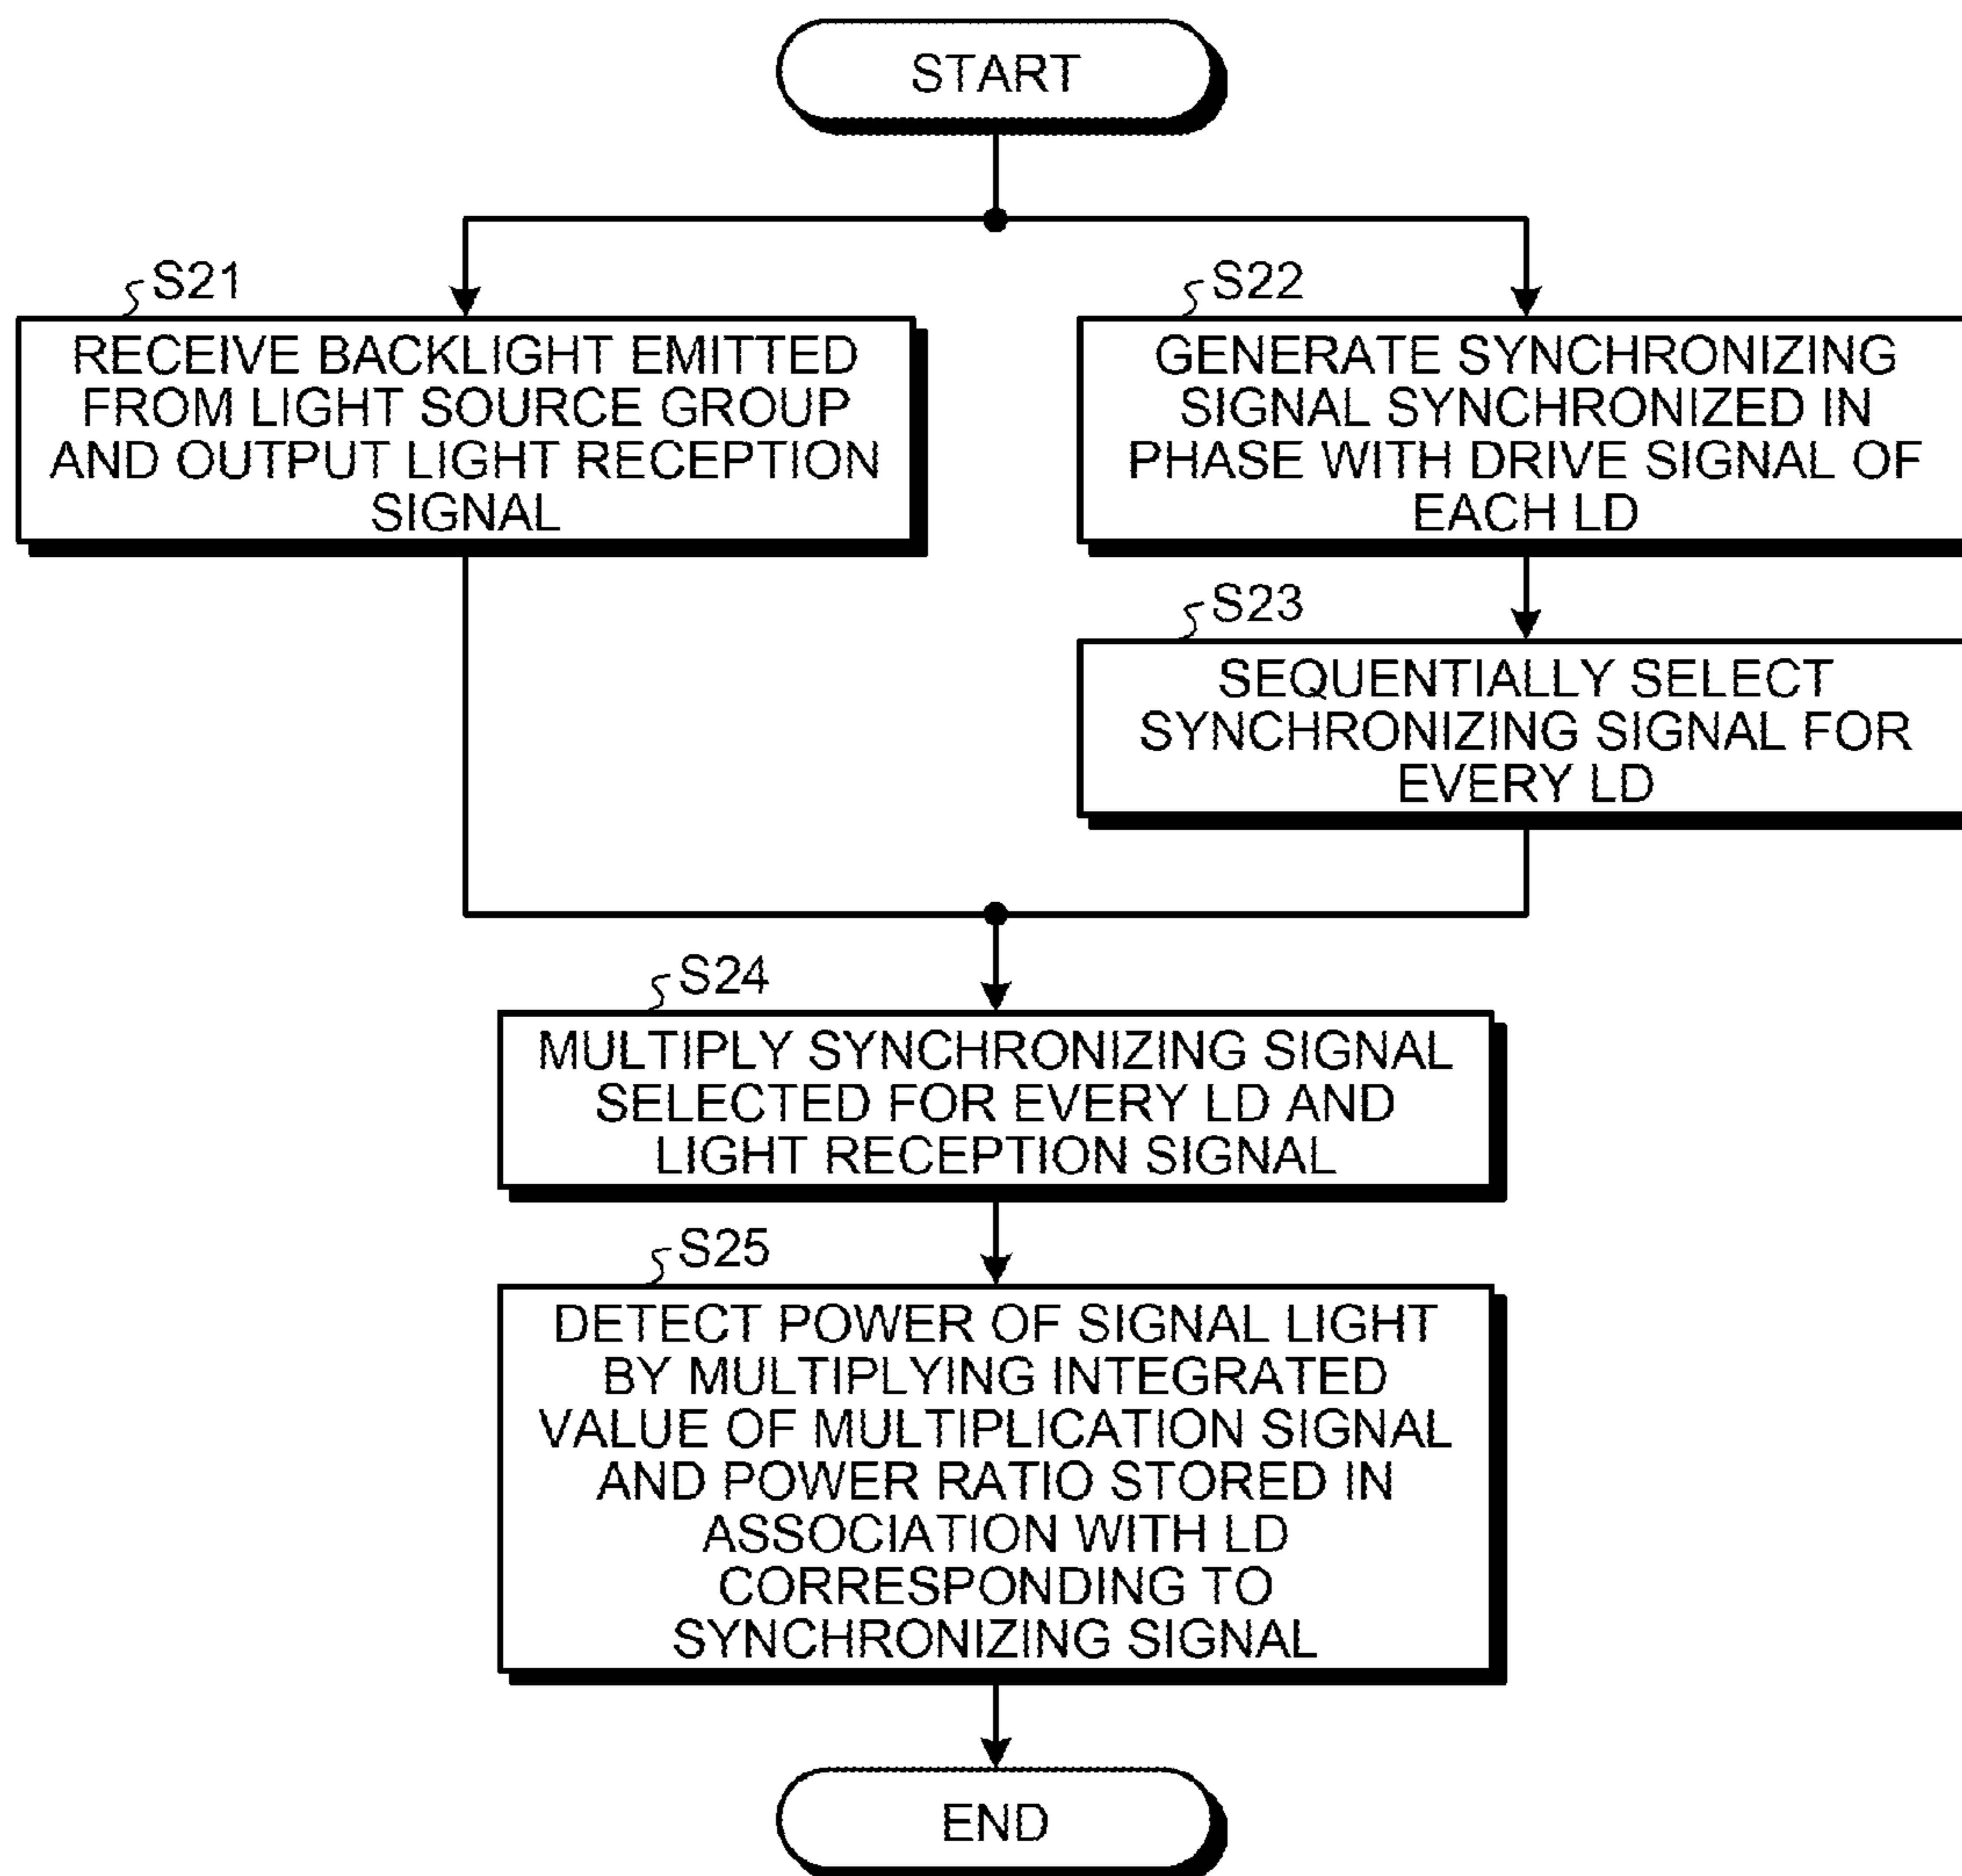 START
S21
RECEIVE BACKLIGHT EMITTED
FROM LIGHT SOURCE GROUP
AND OUTPUT LIGHT RECEPTION
SIGNAL
S22
GENERATE SYNCHRONIZING
SIGNAL SYNCHRONIZED IN
PHASE WITH DRIVE SIGNAL OF
EACH LD
S23
SEQUENTIALLY SELECT
SYNCHRONIZING SIGNAL FOR
EVERY LD
S24
MULTIPLY SYNCHRONIZING SIGNAL
SELECTED FOR EVERY LD AND
LIGHT RECEPTION SIGNAL
S25
DETECT POWER OF SIGNAL LIGHT
BY MULTIPLYING INTEGRATED
VALUE OF MULTIPLICATION SIGNAL
AND POWER RATIO STORED IN
ASSOCIATION WITH LD
CORRESPONDING TO
SYNCHRONIZING SIGNAL
END